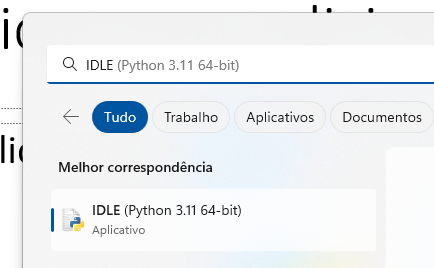 IDLE (Python 3.11 64-bit)
Tudo Trabalho Aplicativos Documentos
Melhor correspondência
IDLE (Python 3.11 64-bit)
Aplicativo